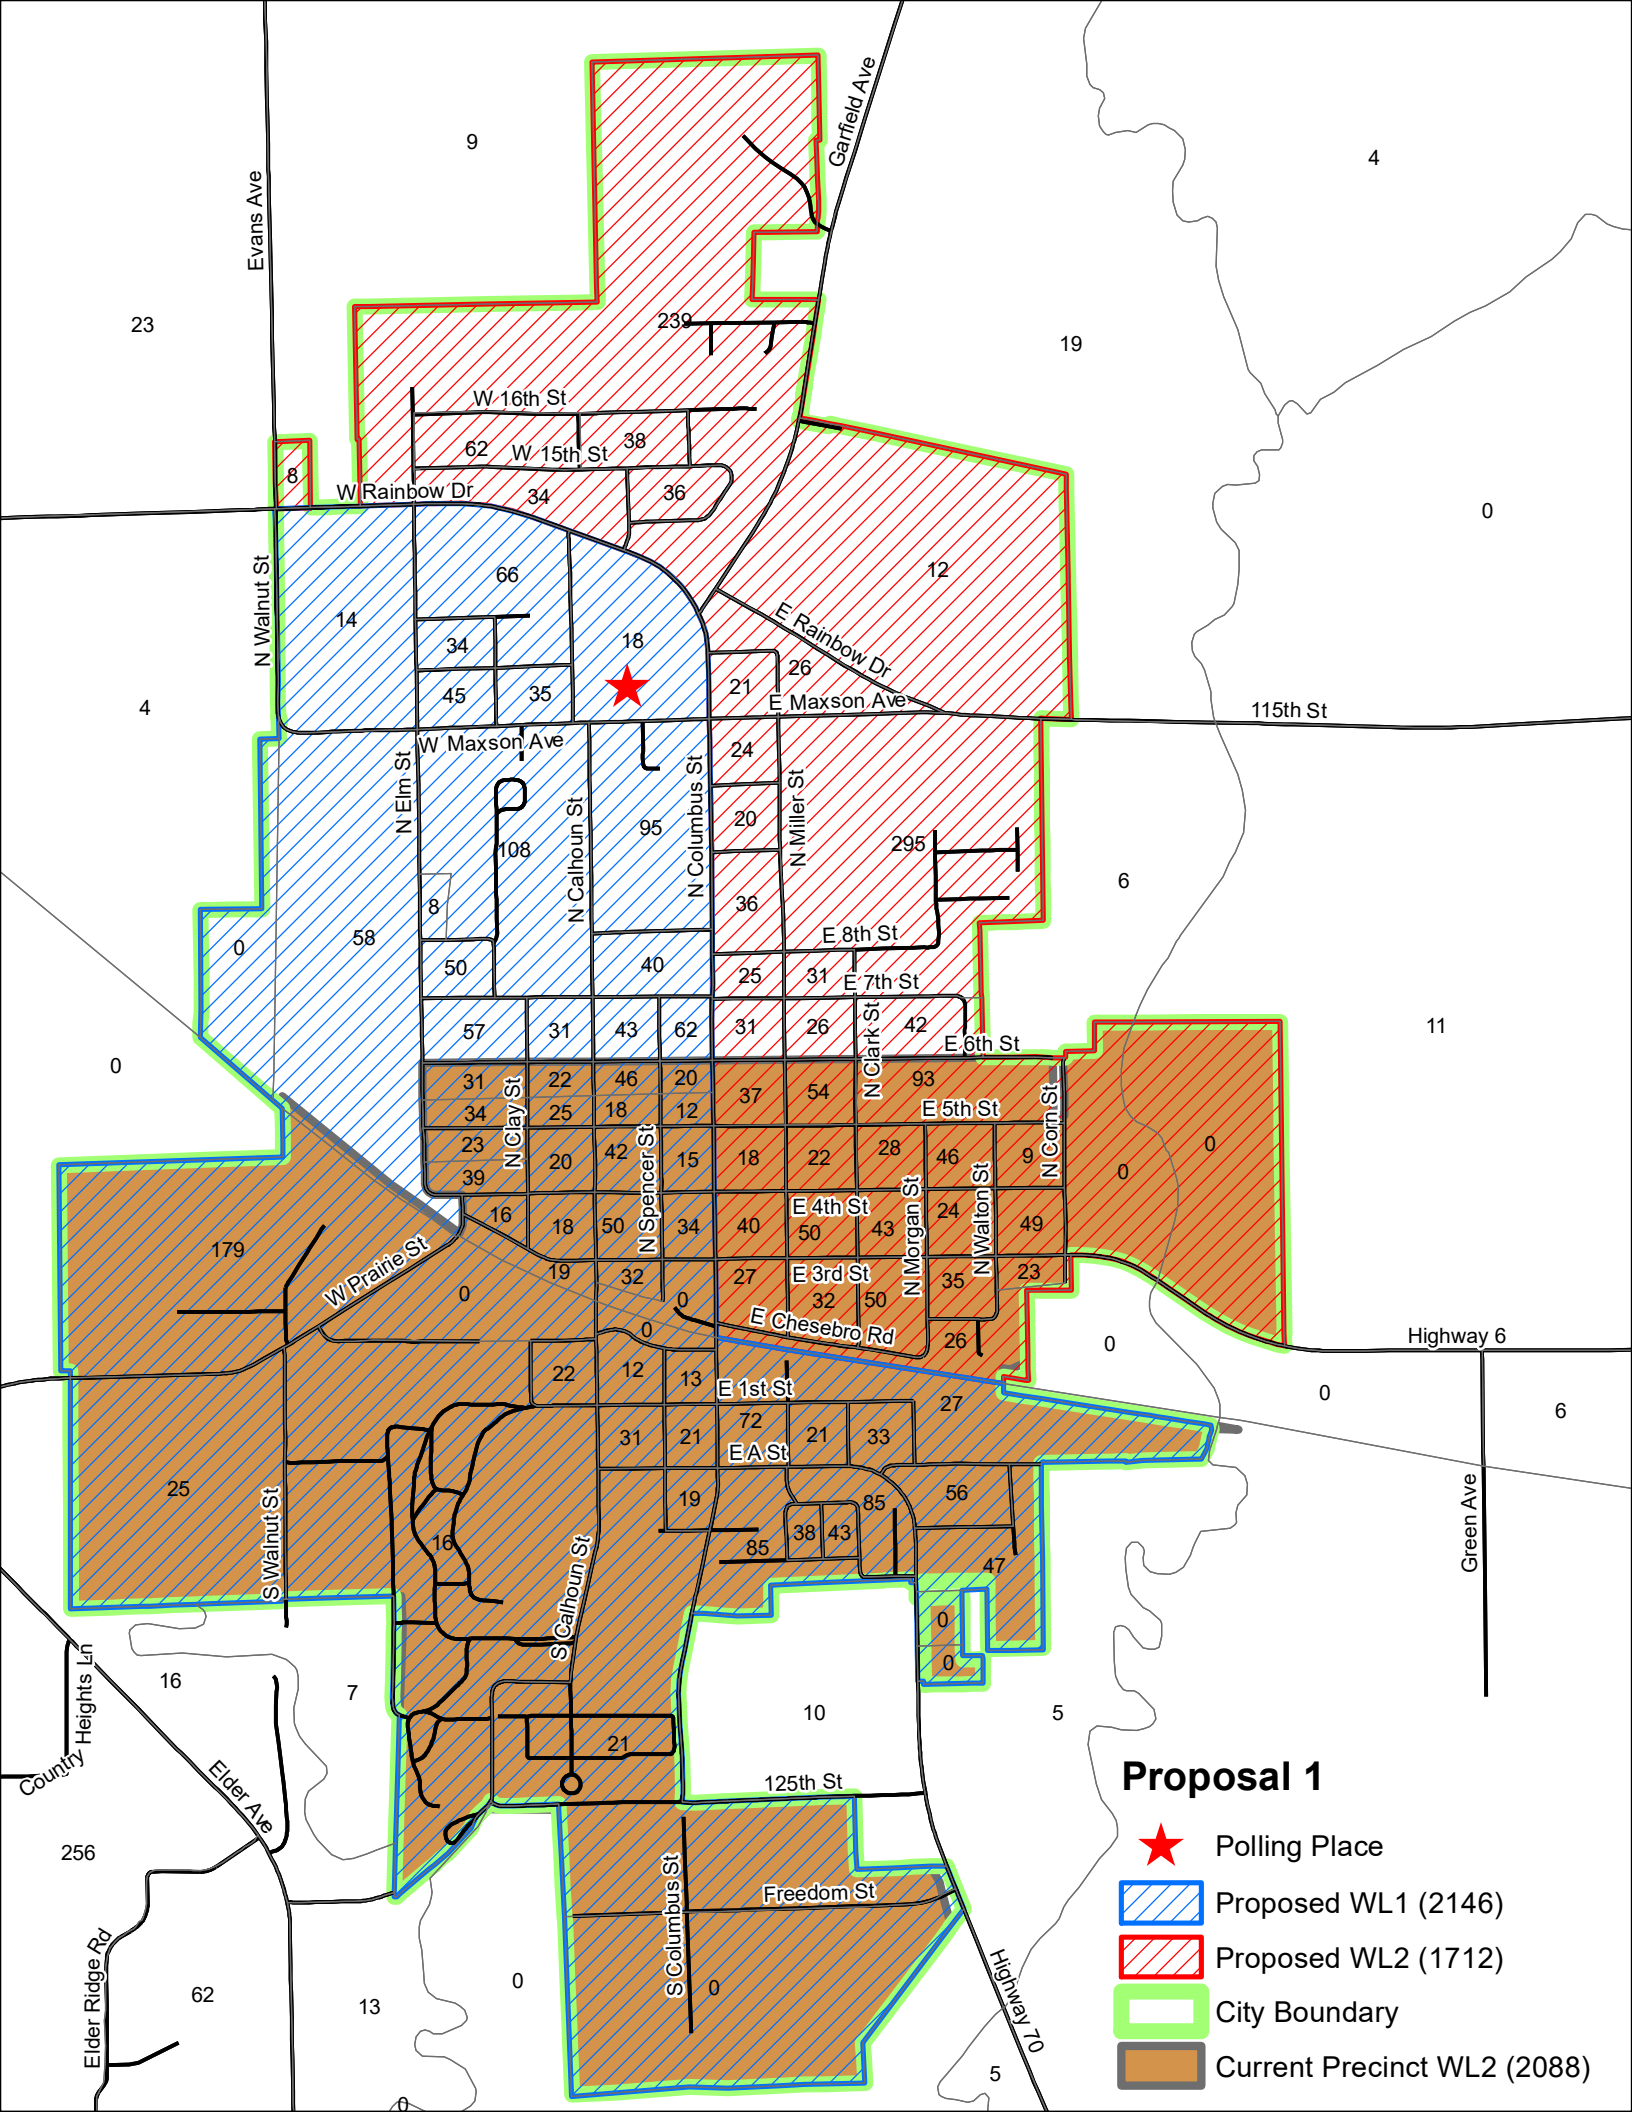 9
4
Garfield Ave
Evans Ave
23
239
19
W 16th St
62
38
W 15th St
8
W Rainbow Dr
34
36
0
N Walnut St
66
12
14
34
18
E Rainbow Dr
26
45
35
21
E Maxson Ave
4
115th St
W Maxson Ave
24
N Elm St
N Calhoun St
N Columbus St
N Miller St
20
95
108
295
6
8
36
0
58
E 8th St
50
40
25
31
E 7th St
57
31
43
62
31
26
42
N Clark St
11
E 6th St
0
31
22
46
20
37
54
93
34
25
18
12
E 5th St
N Clay St
N Corn St
23
20
42
15
18
22
28
46
9
0
0
39
N Spencer St
N Morgan St
N Walton St
16
18
50
34
40
E 4th St
50
43
24
49
179
W Prairie St
19
32
27
E 3rd St
35
23
0
0
32
50
0
E Chesebro Rd
26
0
Highway 6
22
12
13
E 1st St
0
27
6
72
31
21
E A St
21
33
25
S Walnut St
19
85
56
Green Ave
16
38
43
85
47
S Calhoun St
0
0
Country Heights Ln
16
7
10
5
21
Elder Ave
125th St
Proposal 1
Polling Place
256
S Columbus St
Freedom St
Proposed WL1 (2146)
Proposed WL2 (1712)
Elder Ridge Rd
62
13
0
0
Highway 70
City Boundary
5
Current Precinct WL2 (2088)
0